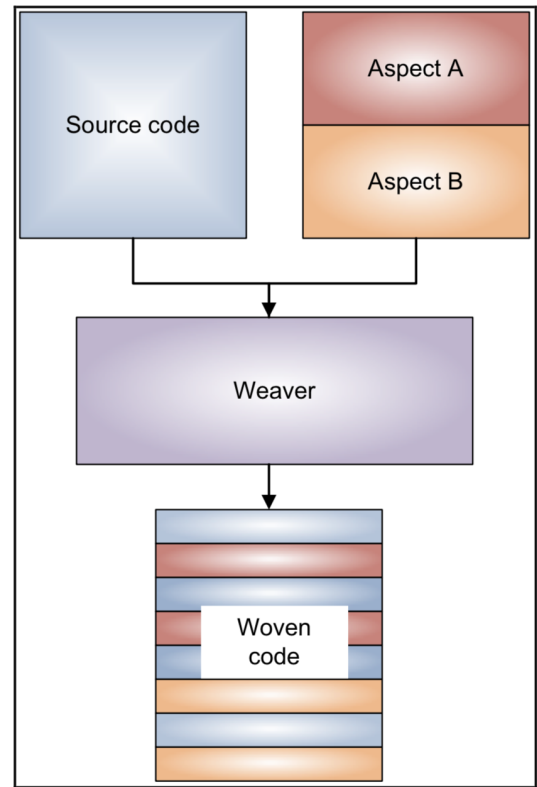 Source code
Aspect A
Aspect B
Weaver
Woven
code